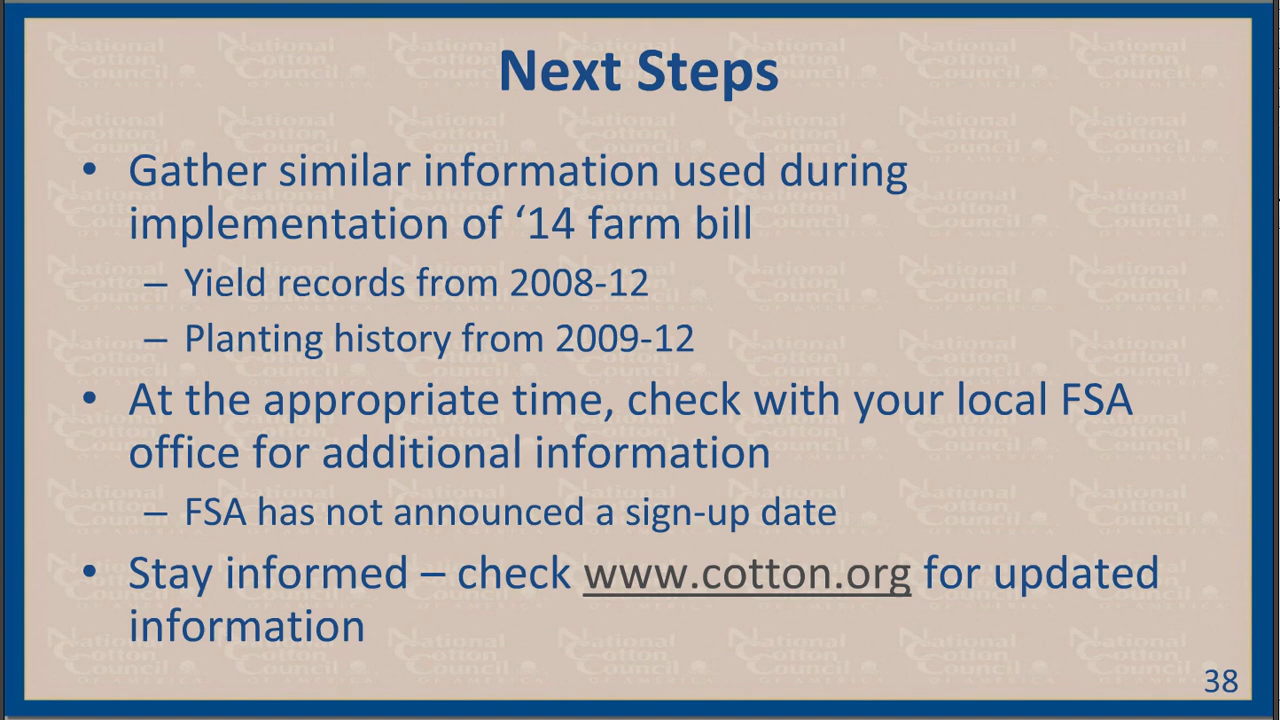 Next Steps
• Gather similar information used during
implementation of ‘14 farm bill
– Yield records from 2008-12
– Planting history from 2009-12
• At the appropriate time, check with your local FSA
office for additional information
– FSA has not announced a sign-up date
• Stay informed – check www.cotton.org for updated
information
38